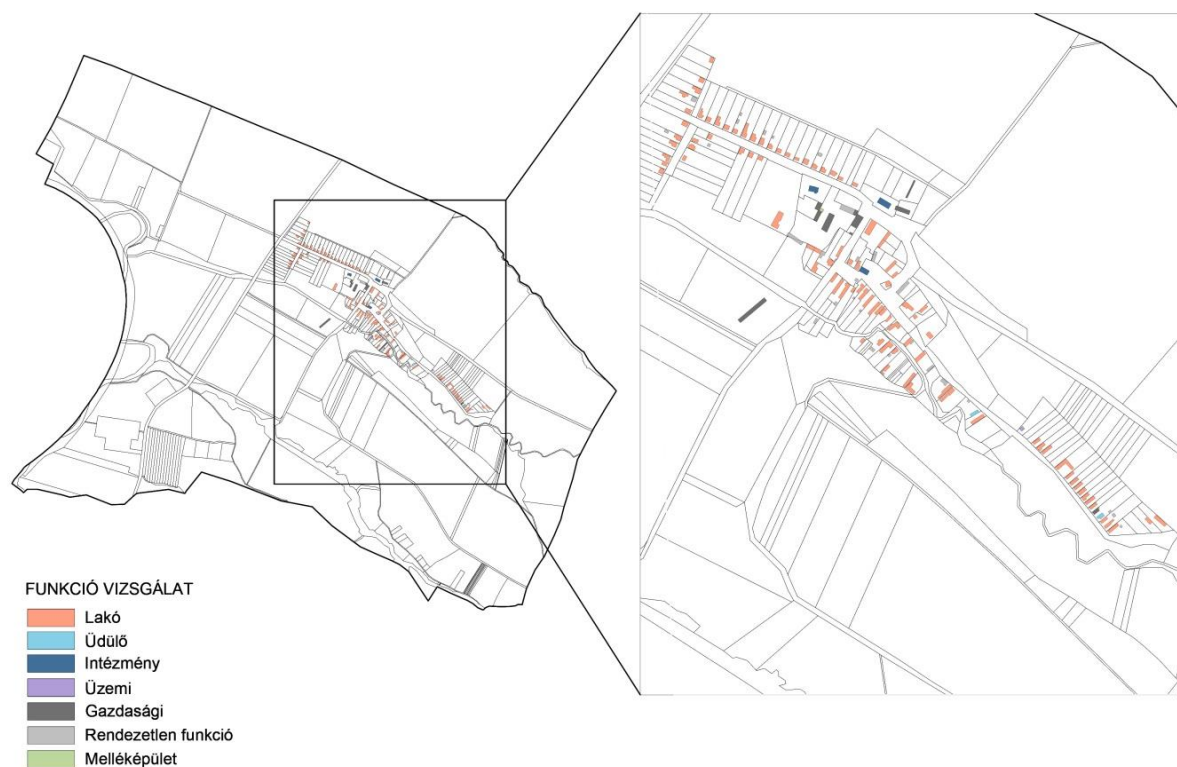 FUNKCIÓ VIZSGÁLAT
Lakó
Üdülő
Intézmény
Üzemi
Gazdasági
Rendezetlen funkció
Melléképület